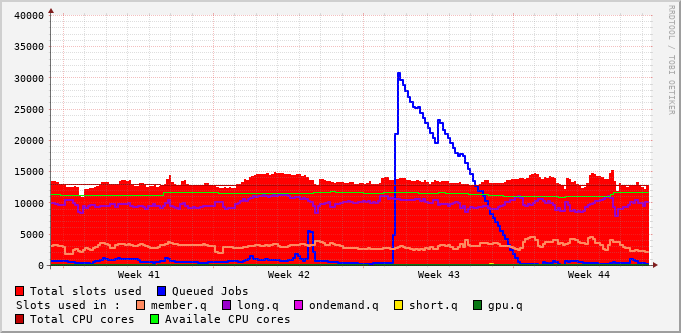 40000
35000
30000
25000
20000
15000
10000
5000
0
Week 41 Week 42 Week 43 Week 44
RRDTOOL / TOBI OETIKER
Total slots used Queued Jobs
Slots used in : member.q long.q ondemand.q short.q gpu.q
Total CPU cores Availale CPU cores